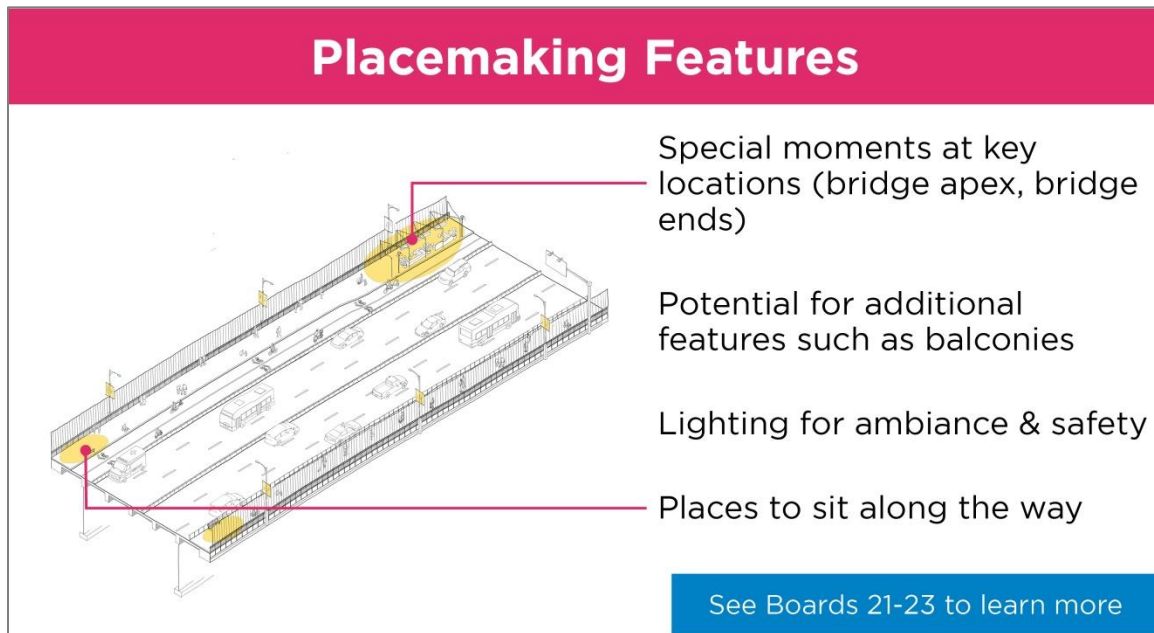 Placemaking Features
Special moments at key
locations (bridge apex, bridge
ends)
Potential for additional
features such as balconies
Lighting for ambiance & safety
Places to sit along the way
See Boards 21-23 to learn more